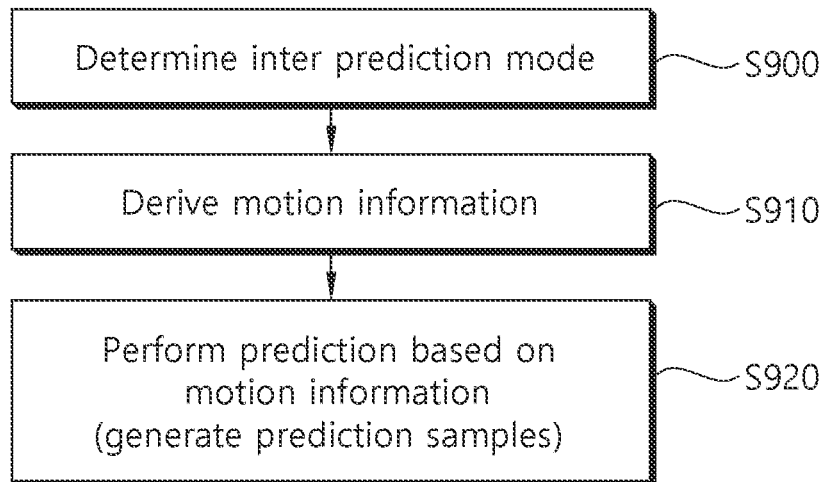 Determine inter prediction mode
S900
Derive motion information
S910
Perform prediction based on
motion information
(generate prediction samples)
S920